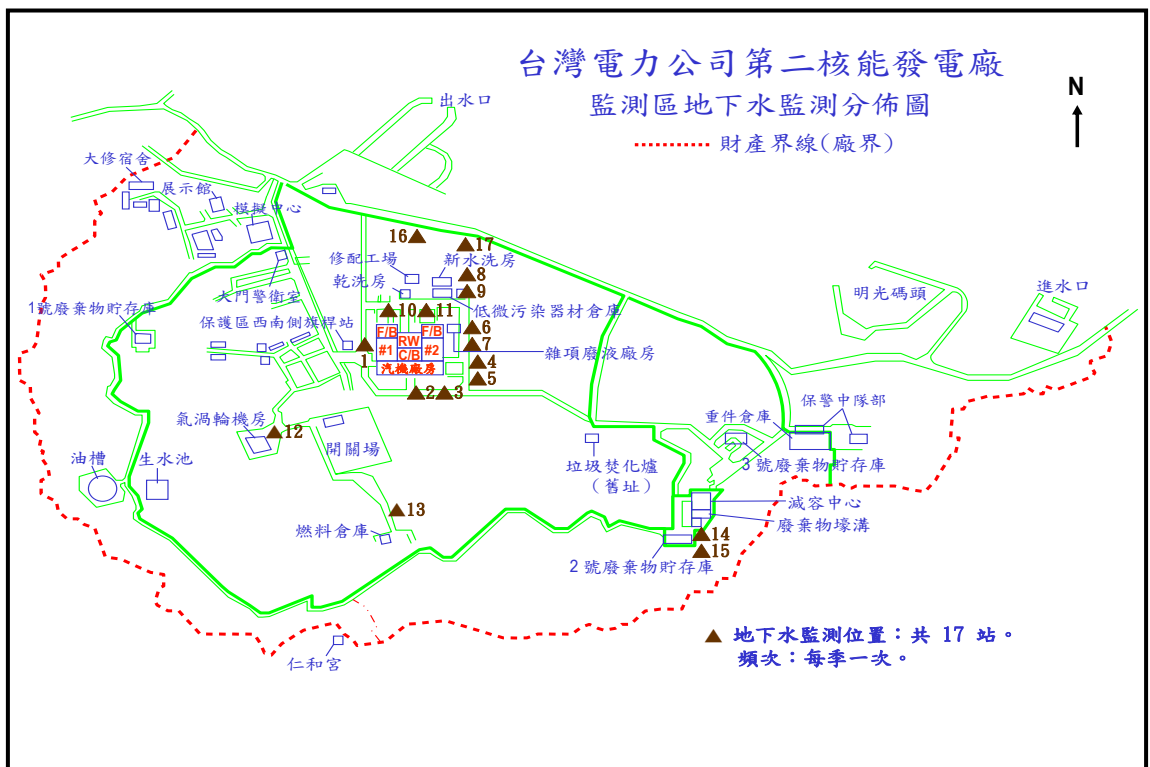 台灣電力公司第二核能發電廠
監測區地下水監測分佈圖
財產界線(廠界)
N
出水口
大修宿舍
展示館
模擬中心
16
17
修配工場
新水洗房
8
大門警衛室
乾洗房
9
明光碼頭
進水口
1號廢棄物貯存庫
10
11
低微污染器材倉庫
保護區西南側旗桿站
F/B
F/B
6
RW
#1
#2
7
雜項廢液廠房
1
C/B
4
汽機廠房
5
2
3
保警中隊部
重件倉庫
氣渦輪機房
12
開關場
油槽
生水池
垃圾焚化爐
(舊址)
3號廢棄物貯存庫
減容中心
13
廢棄物壕溝
燃料倉庫
14
15
2號廢棄物貯存庫
地下水監測位置：共 17 站。
頻次：每季一次。
仁和宮